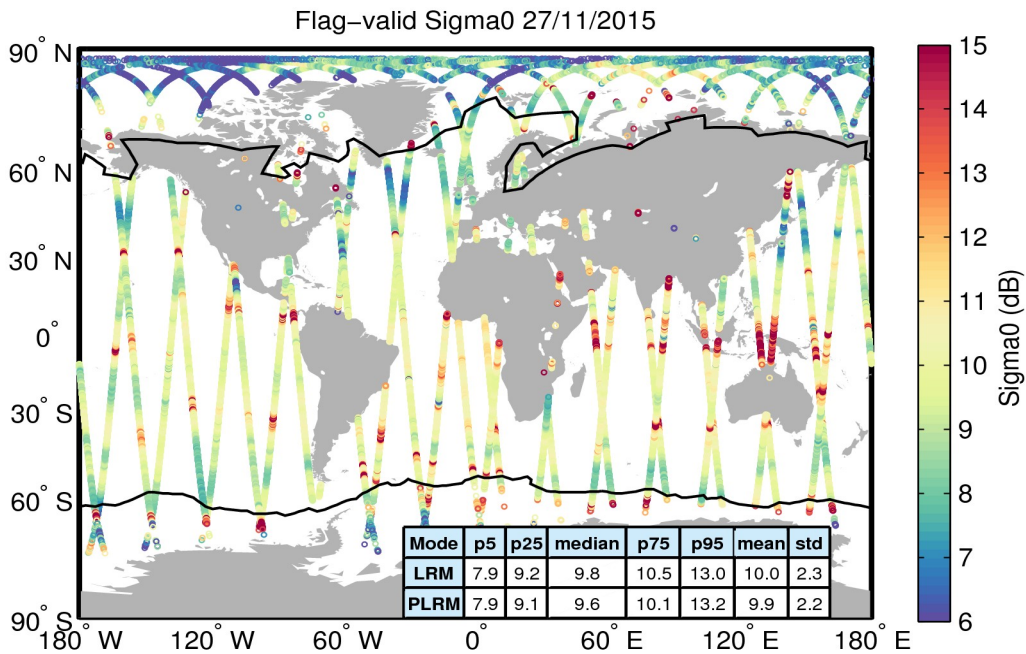 Flag−valid Sigma0 27/11/2015
90° N
60° N
30° N
0°
30° S
60° S
90° S
180° W
120° W
60° W
0°
60° E
120° E
180° E
Mode p5 p25 median p75 p95 mean std
LRM 7.9 9.2 9.8 10.5 13.0 10.0 2.3
PLRM 7.9 9.1 9.6 10.1 13.2 9.9 2.2
15
14
13
12
11
10
9
8
7
6
Sigma0 (dB)